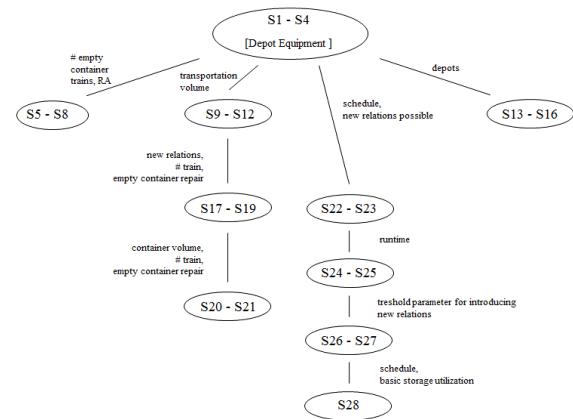 S1 - S4
[Depot Equipment ]
# empty
container
trains, RA
transportation
volume
schedule,
new relations possible
depots
S5 - S8
S9 - S12
S13 - S16
new relations,
# train,
empty container repair
S17 - S19
S22 - S23
container volume,
# train,
empty container repair
runtime
S24 - S25
S20 - S21
treshold parameter for introducing
new relations
S26 - S27
schedule,
basic storage utilization
S28